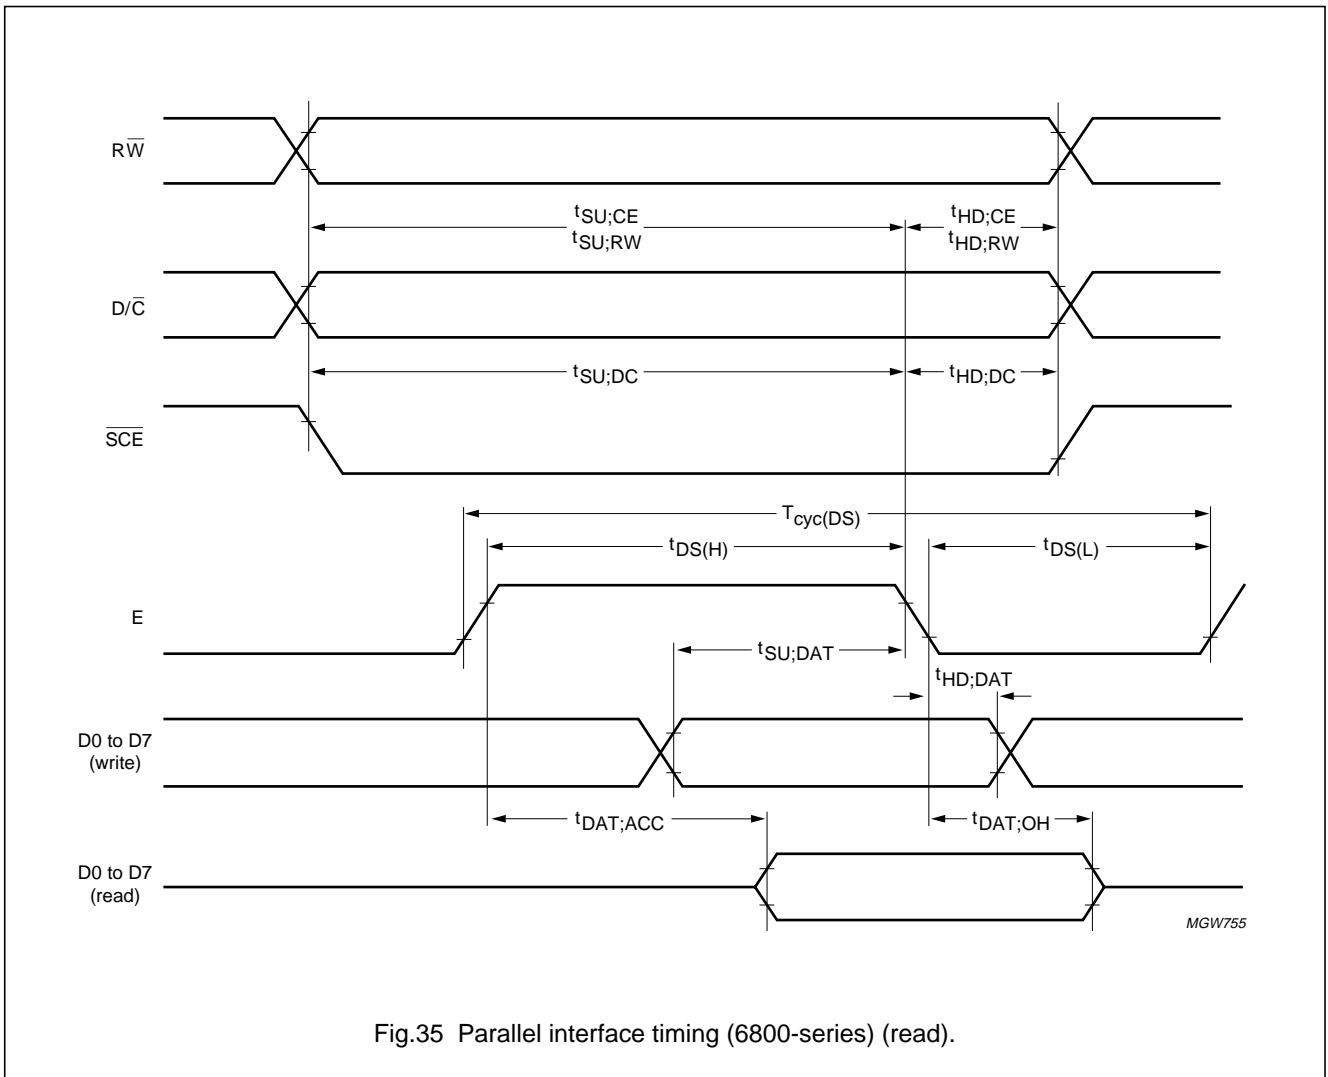 RW̅
tSU;CE
tSU;RW
tHD;CE
tHD;RW
D/C̅
tSU;DC
tHD;DC
S̅C̅E̅
Tcyc(DS)
tDS(H)
tDS(L)
E
tSU;DAT
tHD;DAT
D0 to D7
(write)
tDAT;ACC
tDAT;OH
D0 to D7
(read)
MGW755
Fig.35 Parallel interface timing (6800-series) (read).